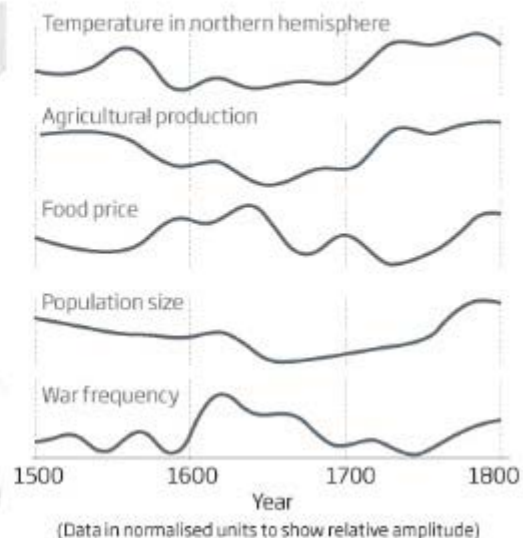 Temperature in northern hemisphere
Agricultural production
Food price
Population size
War frequency
1500 1600 1700 1800
Year
(Data in normalised units to show relative amplitude)